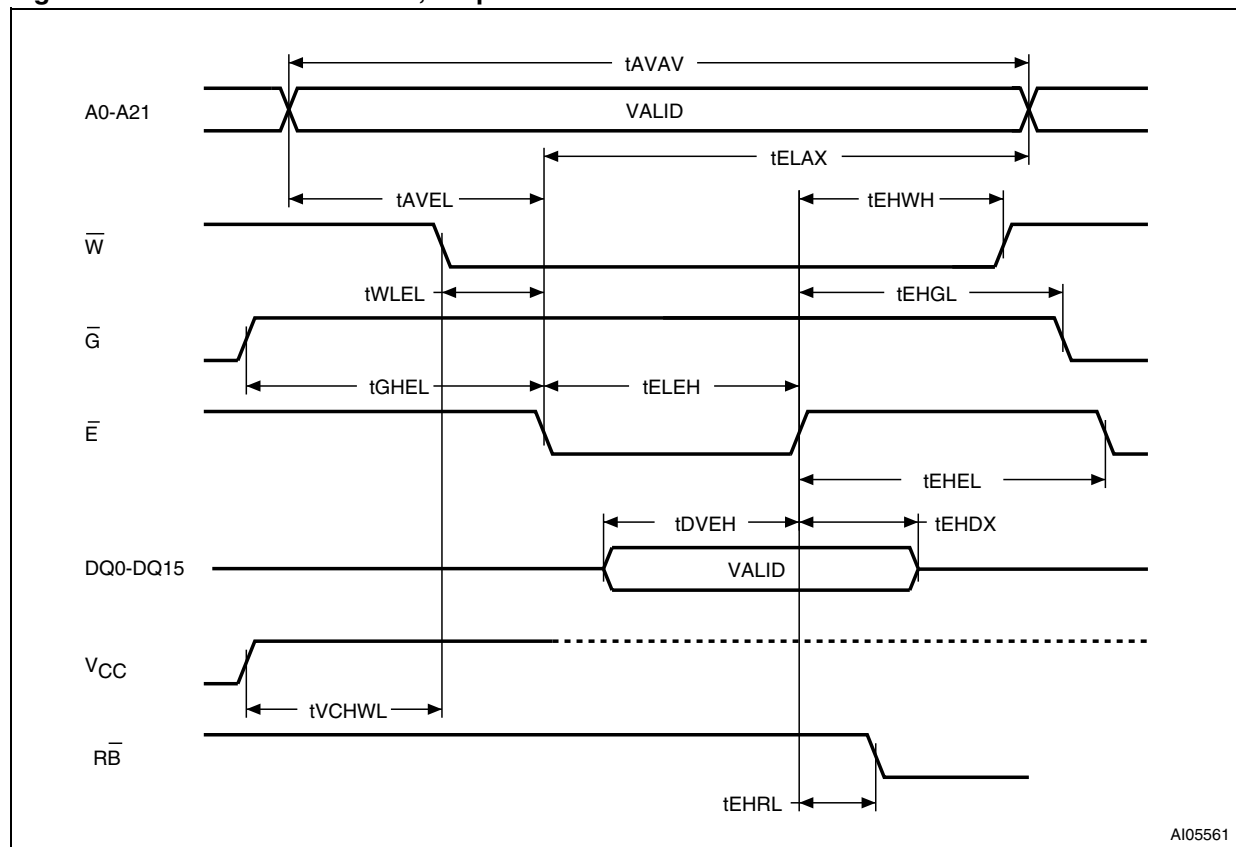 tAVAV
A0-A21
VALID
tELAX
tAVEL
tEHWH
W̅
tWLEL
tEHGL
G̅
tGHEL
tELEH
E̅
tEHEL
tDVEH
tEHDX
DQ0-DQ15
VALID
VCC
tVCHWL
RB̅
tEHRL
AI05561